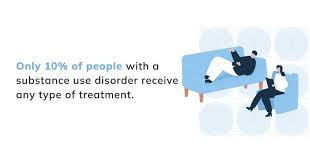 Only 10% of people with a
substance use disorder receive
any type of treatment.